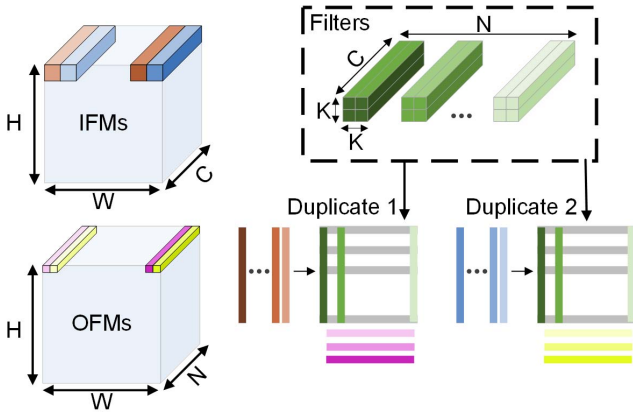 Filters
N
C
K
K
H
IFMs
W
C
Duplicate 1
Duplicate 2
H
OFMs
W
N